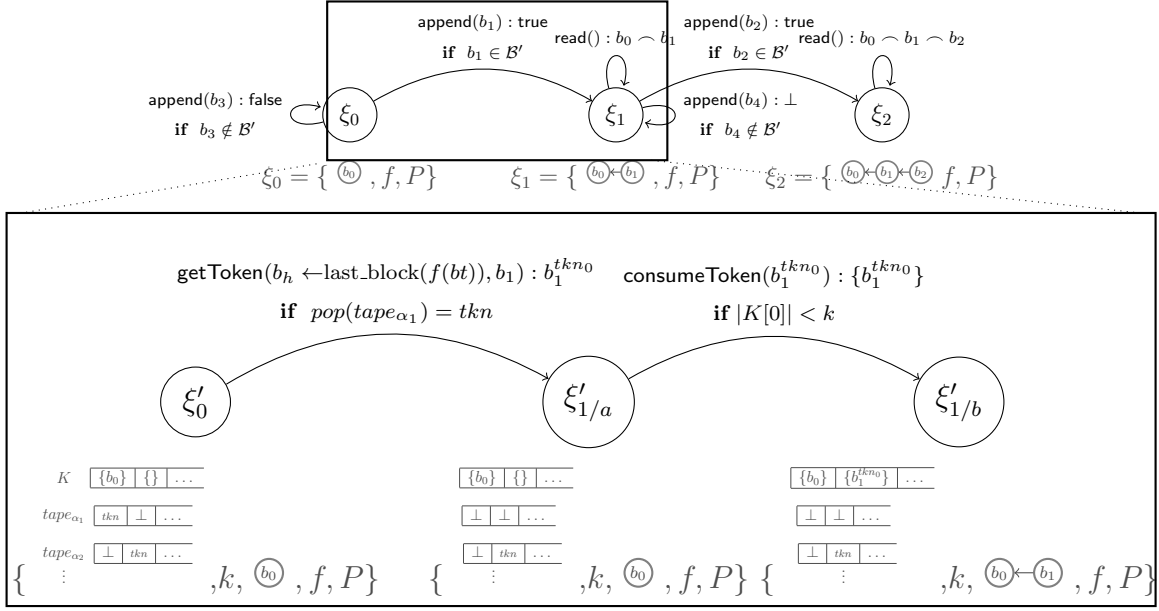 append(b₁) : true
if b₁ ∈ 𝓑′
append(b₂) : true
if b₂ ∈ 𝓑′
read() : b₀ ⌢ b₁
read() : b₀ ⌢ b₁ ⌢ b₂
append(b₃) : false
if b₃ ∉ 𝓑′
ξ₀
ξ₁
append(b₄) : ⊥
if b₄ ∉ 𝓑′
ξ₂
ξ₀ = { b₀ , f, P}
ξ₁ = { b₀←b₁ , f, P}
ξ₂ = { b₀←b₁←b₂ f, P}
getToken(b_h ←last_block(f(bt)), b₁) : b₁^{tkn₀}
if pop(tape_{α₁}) = tkn
consumeToken(b₁^{tkn₀}) : {b₁^{tkn₀}}
if |K[0]| < k
ξ′₀
ξ′_{1/a}
ξ′_{1/b}
K {b₀} {} ...
{b₀} {} ...
{b₀} {b₁^{tkn₀}} ...
tape_{α₁} tkn ⊥ ...
⊥ ⊥ ...
⊥ ⊥ ...
tape_{α₂} ⊥ tkn ...
⊥ tkn ...
⊥ tkn ...
{ ⋮ ,k, b₀ , f, P}
{ ⋮ ,k, b₀ , f, P}
{ ⋮ ,k, b₀←b₁ , f, P}